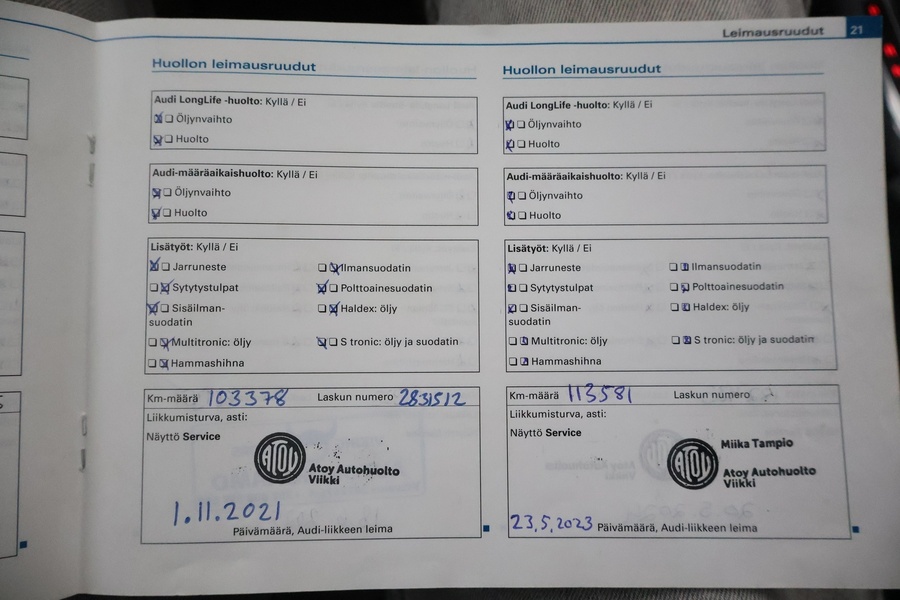 Leimausruudut 21
Huollon leimausruudut
Audi LongLife -huolto: Kyllä / Ei
Öljynvaihto
Huolto
Audi-määräaikaishuolto: Kyllä / Ei
Öljynvaihto
Huolto
Lisätyöt: Kyllä / Ei
Jarruneste
Ilmansuodatin
Sytytystulpat
Polttoainesuodatin
Sisäilman-
suodatin
Haldex: öljy
Multitronic: öljy
S tronic: öljy ja suodatin
Hammashihna
Km-määrä 103378 Laskun numero 2831512
Liikkumisturva, asti:
Näyttö Service
ATOY
Atoy Autohuolto
Viikki
1.11.2021
Päivämäärä, Audi-liikkeen leima
Huollon leimausruudut
Audi LongLife -huolto: Kyllä / Ei
Öljynvaihto
Huolto
Audi-määräaikaishuolto: Kyllä / Ei
Öljynvaihto
Huolto
Lisätyöt: Kyllä / Ei
Jarruneste
Ilmansuodatin
Sytytystulpat
Polttoainesuodatin
Sisäilman-
suodatin
Haldex: öljy
Multitronic: öljy
S tronic: öljy ja suodatin
Hammashihna
Km-määrä 113581 Laskun numero
Liikkumisturva, asti:
Näyttö Service
ATOY
Miika Tampio
Atoy Autohuolto
Viikki
23.5.2023 Päivämäärä, Audi-liikkeen leima